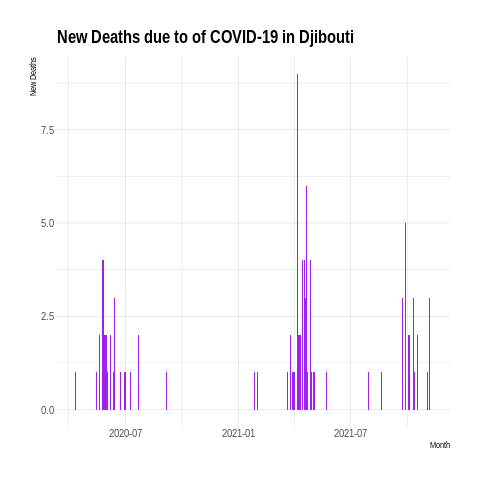 New Deaths due to of COVID-19 in Djibouti
New Deaths
7.5
5.0
2.5
0.0
2020-07 2021-01 2021-07
Month